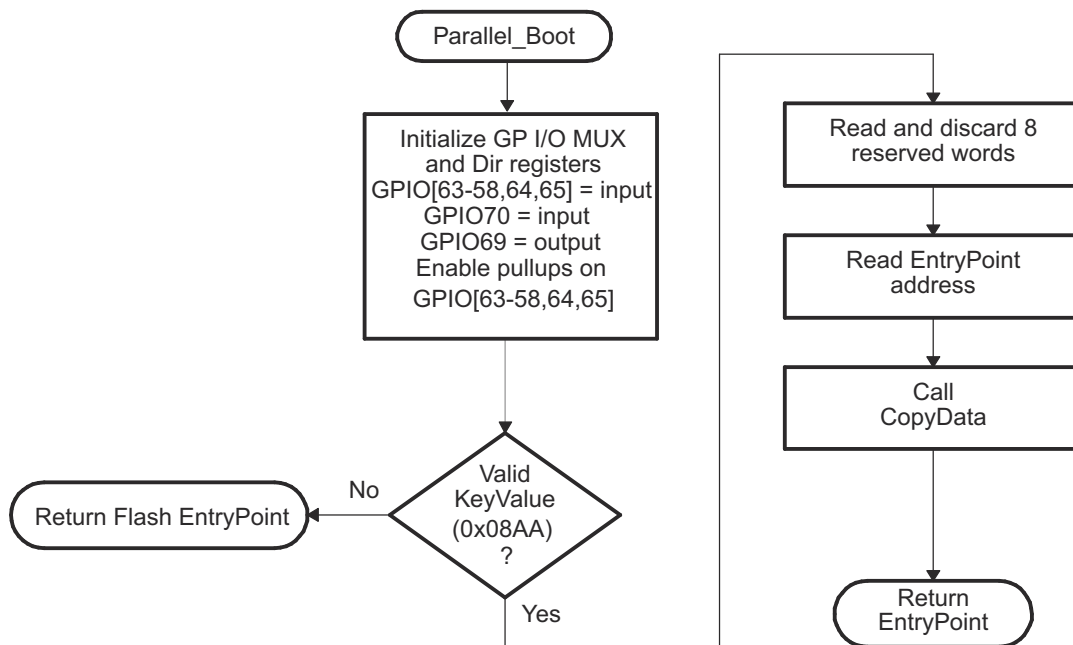 Parallel_Boot
Initialize GP I/O MUX
and Dir registers
GPIO[63-58,64,65] = input
GPIO70 = input
GPIO69 = output
Enable pullups on
GPIO[63-58,64,65]
Valid
KeyValue
(0x08AA)
?
No
Return Flash EntryPoint
Yes
Read and discard 8
reserved words
Read EntryPoint
address
Call
CopyData
Return
EntryPoint